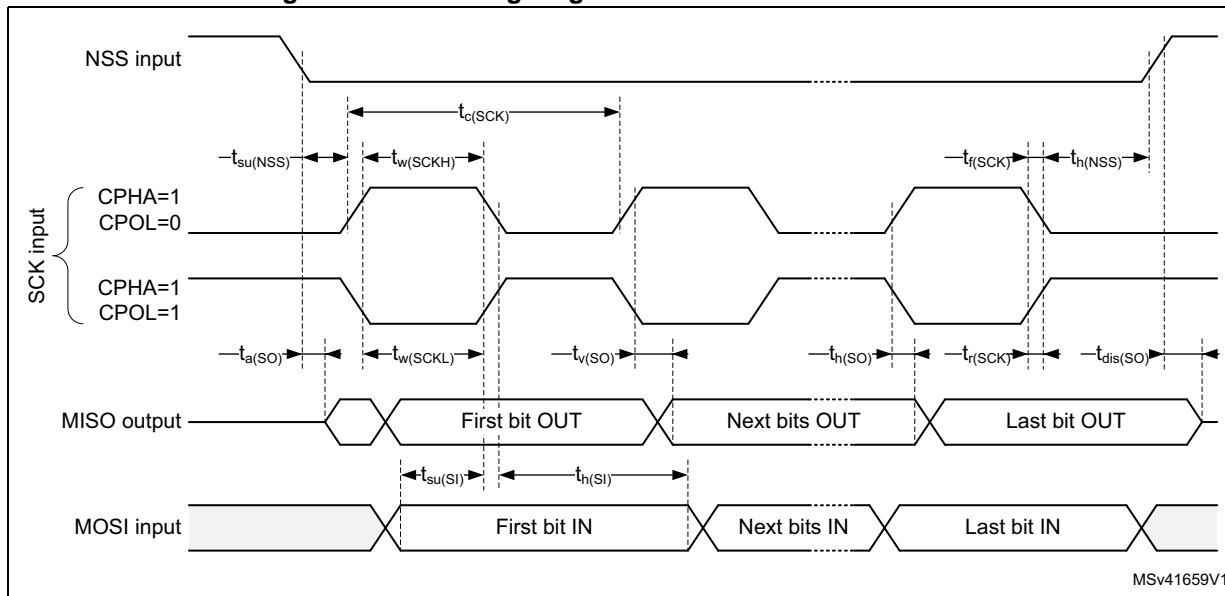 NSS input
tc(SCK)
tsu(NSS)
tw(SCKH)
tf(SCK)
th(NSS)
SCK input
CPHA=1
CPOL=0
CPHA=1
CPOL=1
ta(SO)
tw(SCKL)
tv(SO)
th(SO)
tr(SCK)
tdis(SO)
MISO output
First bit OUT
Next bits OUT
Last bit OUT
tsu(SI)
th(SI)
MOSI input
First bit IN
Next bits IN
Last bit IN
MSv41659V1